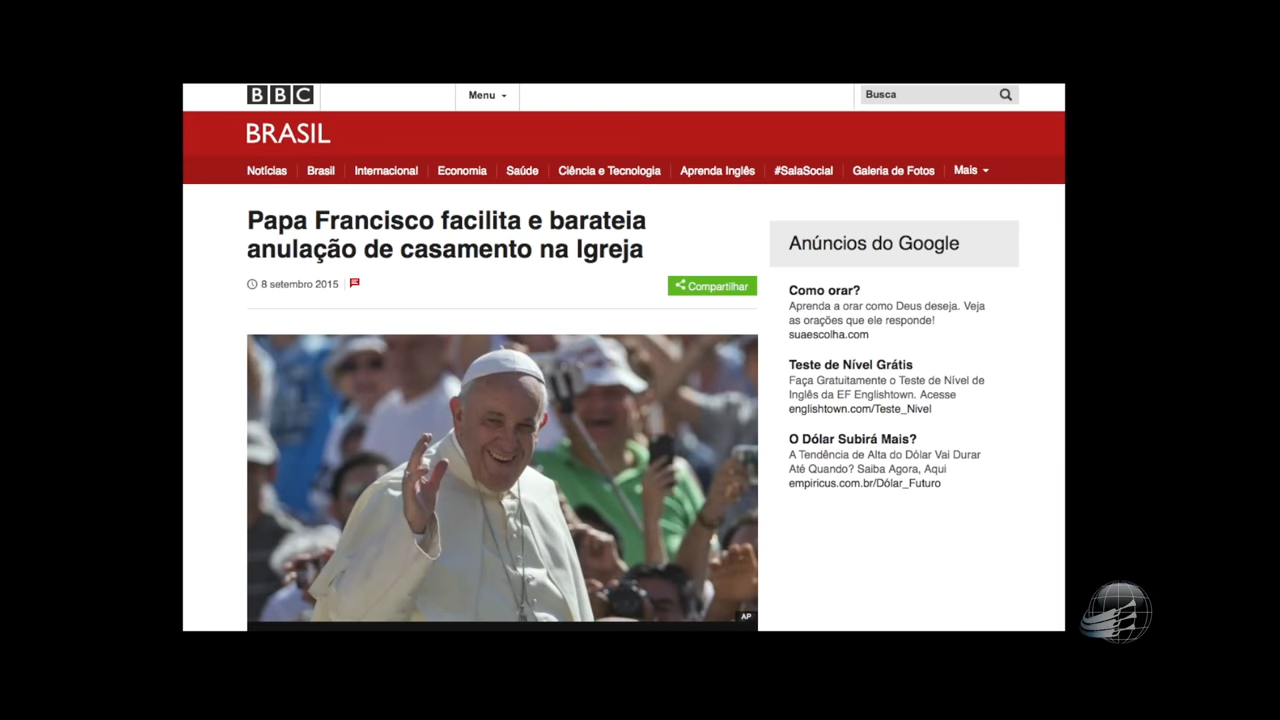 BBC
Menu
Busca
BRASIL
Notícias
Brasil
Internacional
Economia
Saúde
Ciência e Tecnologia
Aprenda Inglês
#SalaSocial
Galeria de Fotos
Mais
Papa Francisco facilita e barateia
anulação de casamento na Igreja
8 setembro 2015
Compartilhar
AP
Anúncios do Google
Como orar?
Aprenda a orar como Deus deseja. Veja
as orações que ele responde!
suaescolha.com
Teste de Nível Grátis
Faça Gratuitamente o Teste de Nível de
Inglês da EF Englishtown. Acesse
englishtown.com/Teste_Nivel
O Dólar Subirá Mais?
A Tendência de Alta do Dólar Vai Durar
Até Quando? Saiba Agora, Aqui
empiricus.com.br/Dólar_Futuro